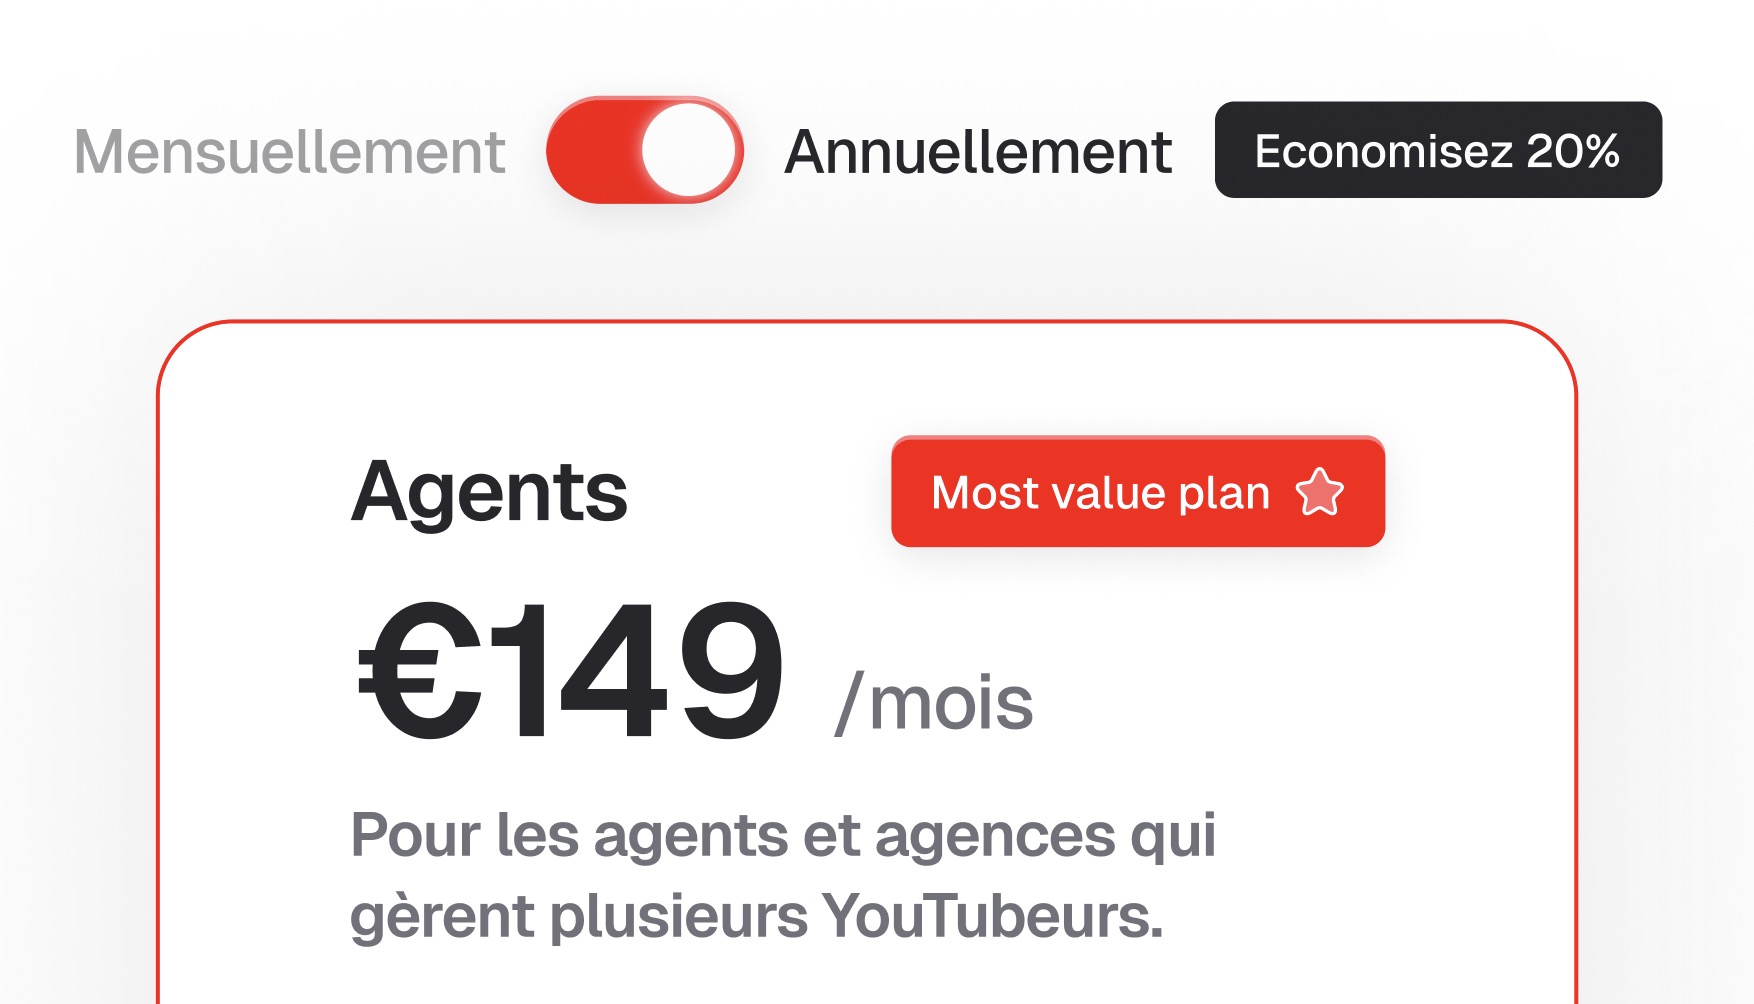 Mensuellement Annuellement Economisez 20%
Agents Most value plan
€149 /mois
Pour les agents et agences qui
gèrent plusieurs YouTubeurs.